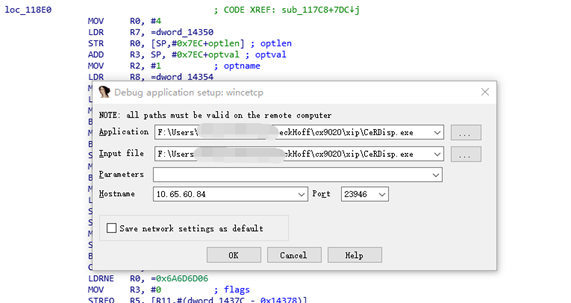 loc_118E0 ; CODE XREF: sub_117C8+7DC↓j
MOV R0, #4
LDR R7, =dword_14350
STR R0, [SP,#0x7EC+optlen] ; optlen
ADD R3, SP, #0x7EC+optval ; optval
MOV R2, #1 ; optname
LDR R8, =dword_14354
Debug application setup: wincetcp
NOTE: all paths must be valid on the remote computer
Application F:\Users\ eckHoff\cx9020\xip\CeRDisp.exe ...
Input file F:\Users\ eckHoff\cx9020\xip\CeRDisp.exe ...
Parameters
Hostname 10.65.60.84 Port 23946
Save network settings as default
OK Cancel Help
LDRNE R0, =0x6A6D6D06
MOV R3, #0 ; flags
STREQ R5, [R11,#(dword_1437C - 0x14378)]